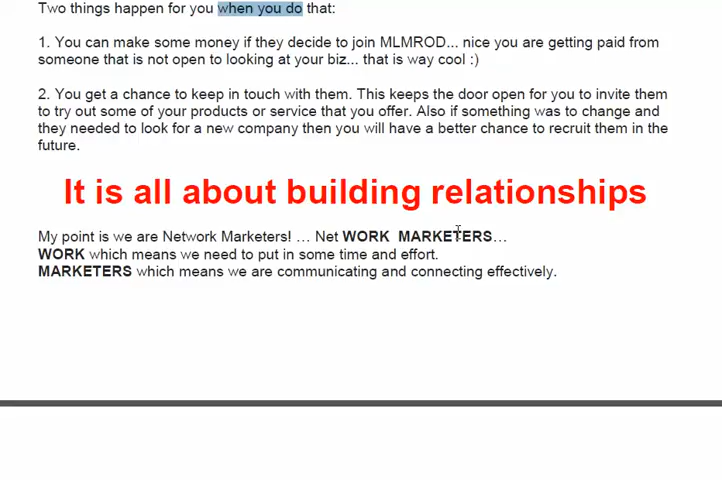 Two things happen for you when you do that:
1. You can make some money if they decide to join MLMROD... nice you are getting paid from
someone that is not open to looking at your biz... that is way cool :)
2. You get a chance to keep in touch with them. This keeps the door open for you to invite them
to try out some of your products or service that you offer. Also if something was to change and
they needed to look for a new company then you will have a better chance to recruit them in the
future.
It is all about building relationships
My point is we are Network Marketers! ... Net WORK MARKETERS...
WORK which means we need to put in some time and effort.
MARKETERS which means we are communicating and connecting effectively.